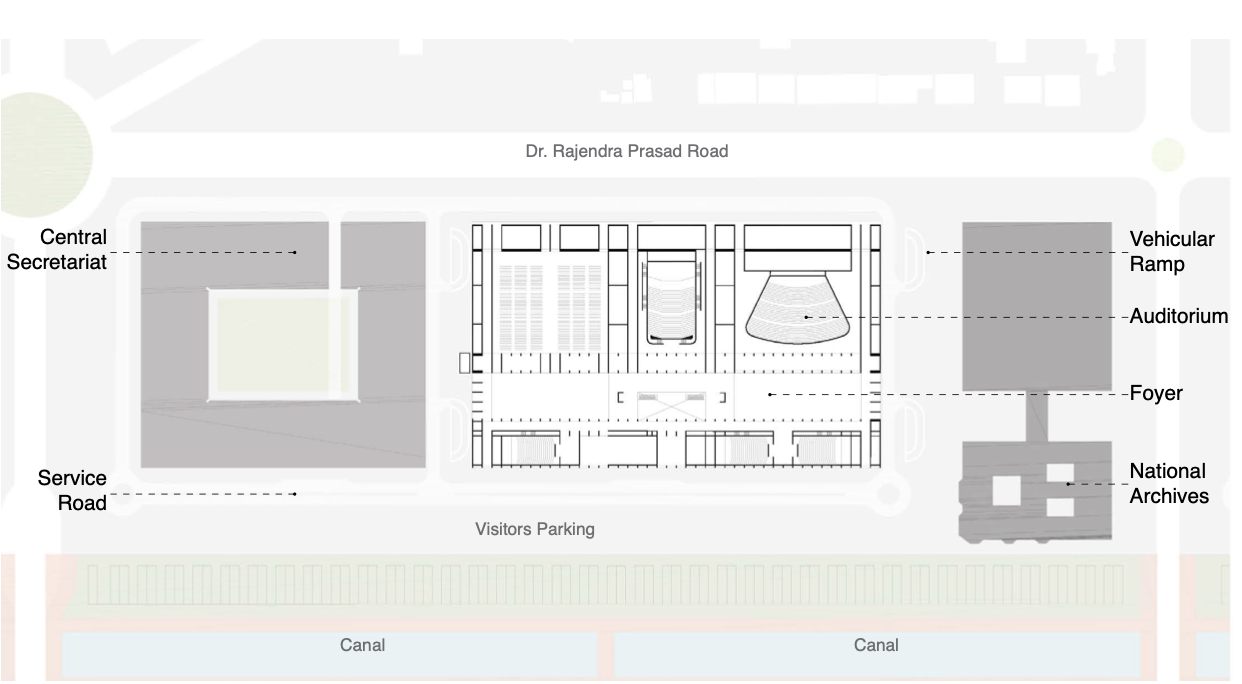 Dr. Rajendra Prasad Road
Central
Secretariat
Vehicular
Ramp
Auditorium
Foyer
Service
Road
National
Archives
Visitors Parking
Canal
Canal